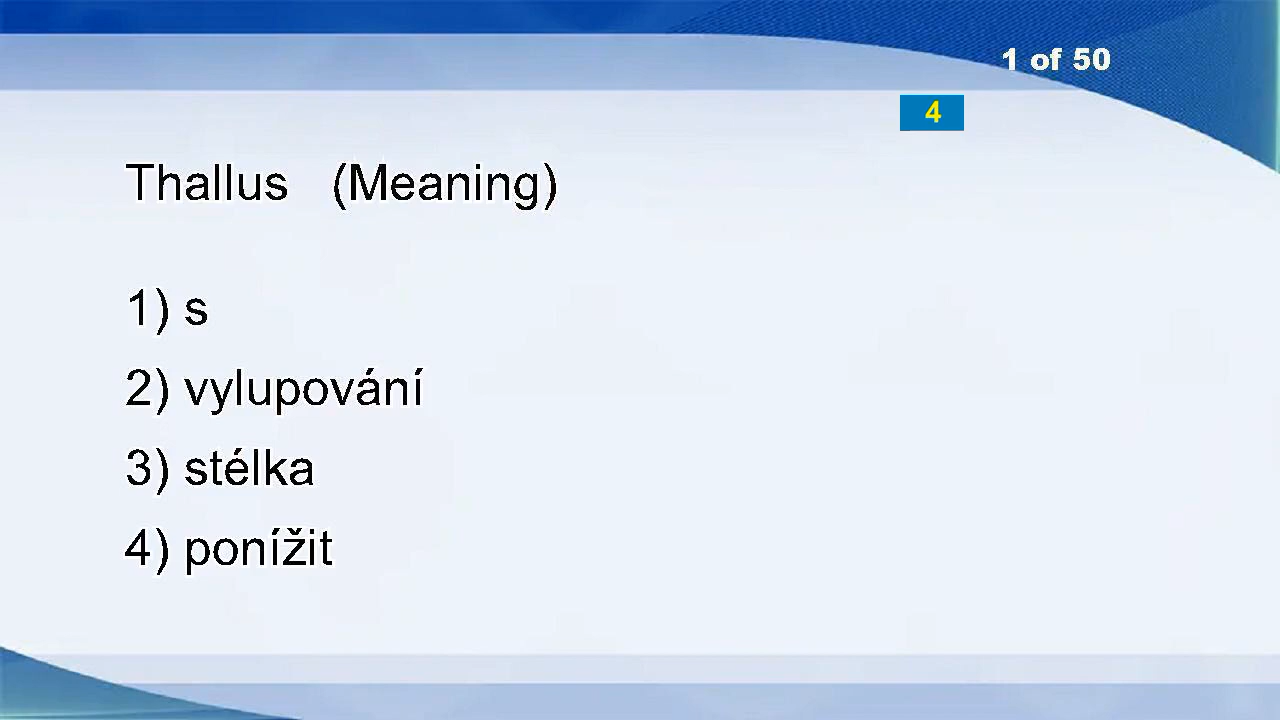 1 of 50
4
Thallus (Meaning)
1) s
2) vylupování
3) stélka
4) ponížit